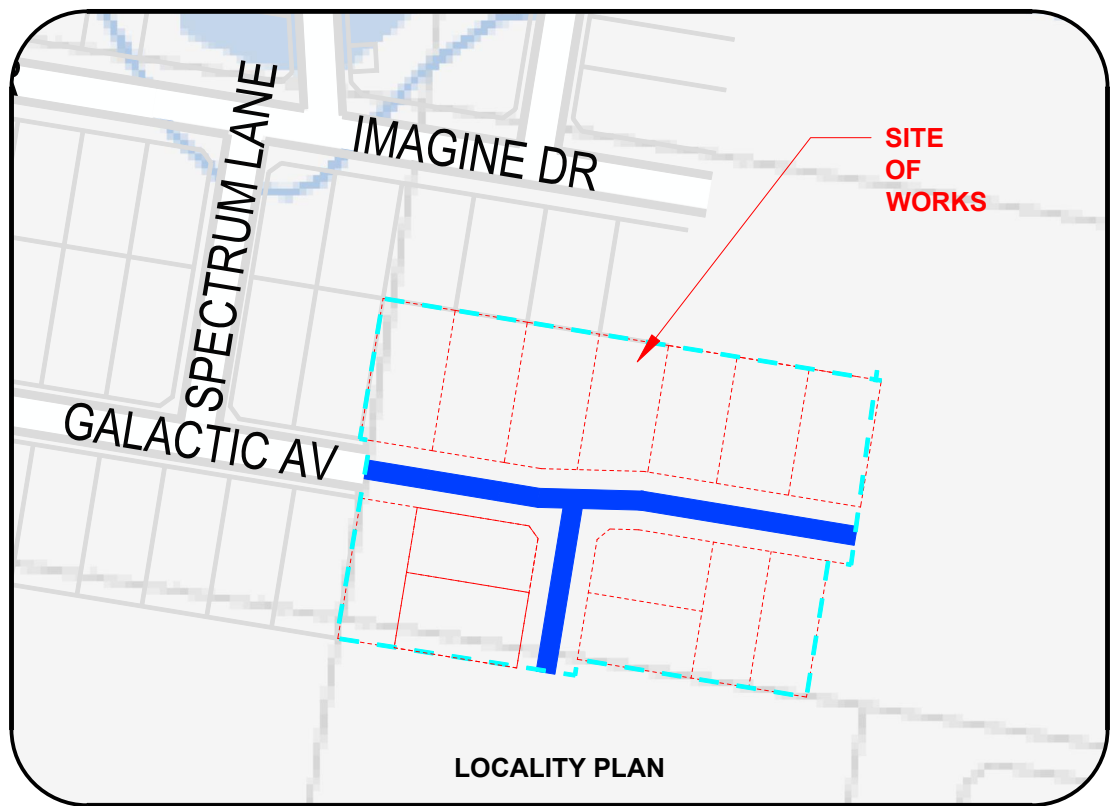 IMAGINE DR
SITE
OF
WORKS
SPECTRUM LANE
GALACTIC AV
LOCALITY PLAN